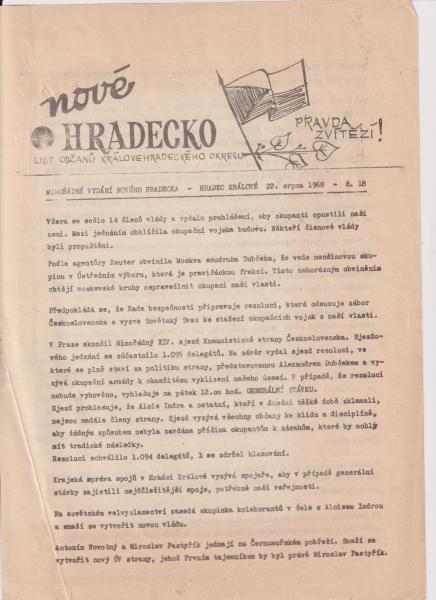 nové
HRADECKO
LIST OBČANŮ KRÁLOVEHRADECKÉHO OKRESU
PRAVDA
ZVÍTĚZÍ!
MIMOŘÁDNÉ VYDÁNÍ NOVÉHO HRADECKA - HRADEC KRÁLOVÉ 22. srpna 1968 - č. 18
Včera se sešlo 14 členů vlády a vydalo prohlášení, aby okupanti opustili naši
zemi. Mezi jednáním obklíčila okupační vojska budovu. Někteří členové vlády
byli propuštěni.
Podle agentury Reuter obvinila Moskva soudruha Dubčeka, že vede menšinovou sku-
pinu v Ústředním výboru, která je pravičáckou frakcí. Tímto nehorázným obviněním
chtějí moskevské kruhy ospravedlnit okupaci naší vlasti.
Předpokládá se, že Rada bezpečnosti připravuje rezoluci, která odsuzuje zábor
Československa a vyzve Sovětský Svaz ke stažení okupačních vojsk z naší vlasti.
V Praze skončil Mimořádný XIV. sjezd Komunistické strany Československa. Sjezdo-
vého jednání se zúčastnilo 1.095 delegátů. Na závěr vydal sjezd rezoluci, ve
které se plně staví za politiku strany, představovanou Alexandrem Dubčekem a vy-
zývá okupační armády k okamžitému vyklizení našeho území. V případě, že rezoluci
nebude vyhověno, vyhlašuje na pátek 12.00 hod. GENERÁLNÍ STÁVKU.
Sjezd prohlašuje, že Alois Indra a ostatní, kteří v dnešní těžké době zklamali,
nejsou nadále členy strany. Sjezd vyzývá všechny občany ke klidu a disciplíně,
aby žádným způsobem nebyla zavdána příčina okupantům k zásahům, které by mohly
mít tragické následky.
Rezoluci schválilo 1.094 delegátů, 1 se zdržel hlasování.
Krajská správa spojů v Hradci Králové vyzývá spojaře, aby v případě generální
stávky zajistili nejdůležitější spoje, potřebné naší veřejnosti.
Na sovětském velvyslanectví zasedá skupinka kolaborantů v čele s Aloisem Indrou
a snaží se vytvořit novou vládu.
Antonín Novotný a Miroslav Pastyřík jednají na Černomořském pobřeží. Snaží se
vytvořit nový ÚV strany, jehož Prvním tajemníkem by byl právě Miroslav Pastyřík.